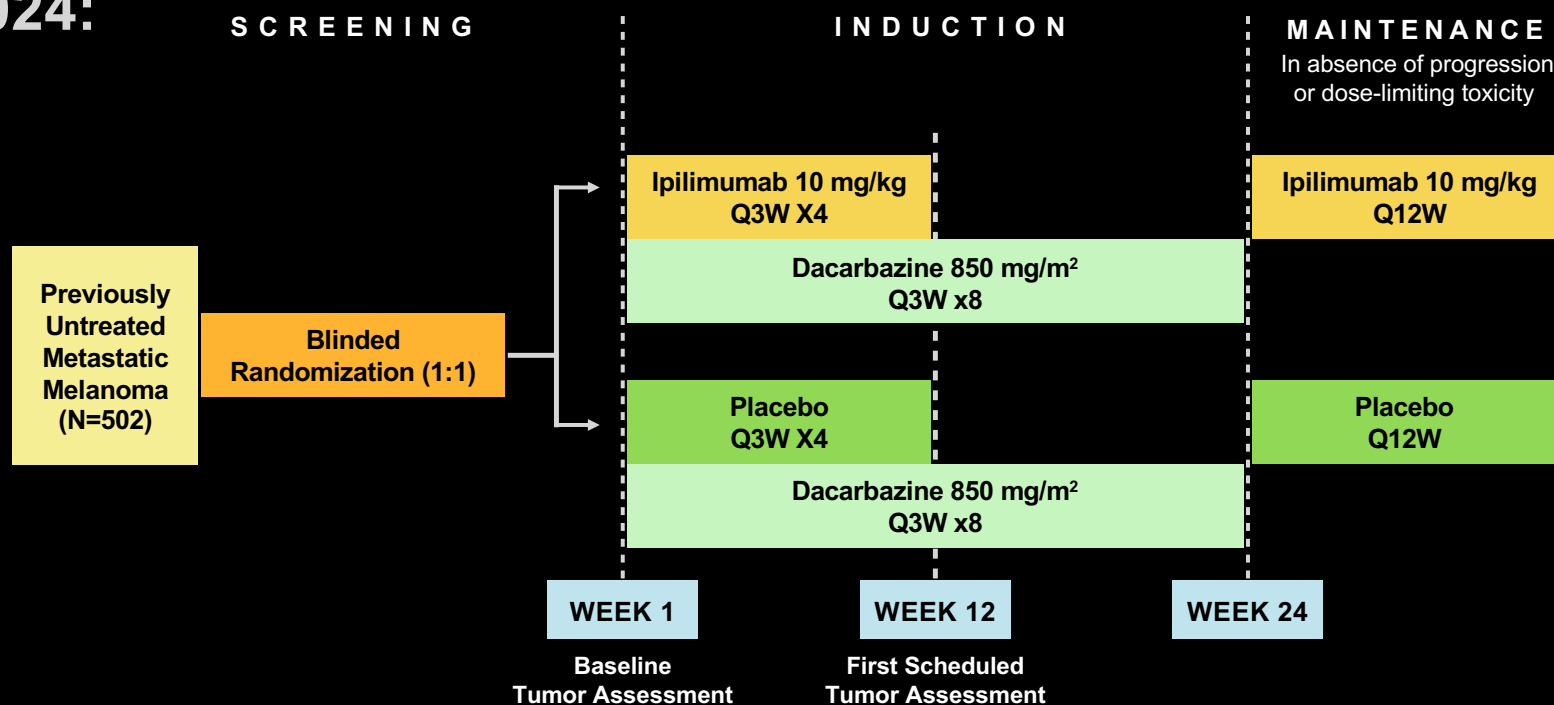 024:
SCREENING
INDUCTION
MAINTENANCE
In absence of progression
or dose-limiting toxicity
Previously
Untreated
Metastatic
Melanoma
(N=502)
Blinded
Randomization (1:1)
Ipilimumab 10 mg/kg
Q3W X4
Dacarbazine 850 mg/m²
Q3W x8
Ipilimumab 10 mg/kg
Q12W
Placebo
Q3W X4
Dacarbazine 850 mg/m²
Q3W x8
Placebo
Q12W
WEEK 1
WEEK 12
WEEK 24
Baseline
Tumor Assessment
First Scheduled
Tumor Assessment